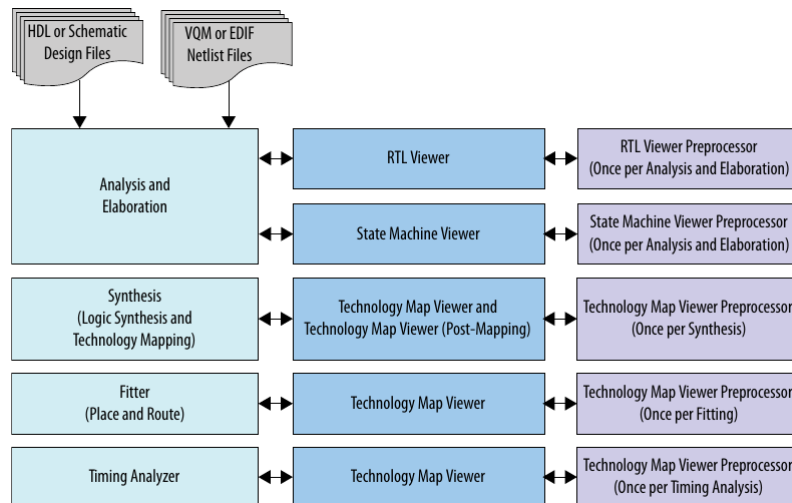 HDL or Schematic
Design Files
VQM or EDIF
Netlist Files
Analysis and
Elaboration
RTL Viewer
RTL Viewer Preprocessor
(Once per Analysis and Elaboration)
State Machine Viewer
State Machine Viewer Preprocessor
(Once per Analysis and Elaboration)
Synthesis
(Logic Synthesis and
Technology Mapping)
Technology Map Viewer and
Technology Map Viewer (Post-Mapping)
Technology Map Viewer Preprocessor
(Once per Synthesis)
Fitter
(Place and Route)
Technology Map Viewer
Technology Map Viewer Preprocessor
(Once per Fitting)
Timing Analyzer
Technology Map Viewer
Technology Map Viewer Preprocessor
(Once per Timing Analysis)